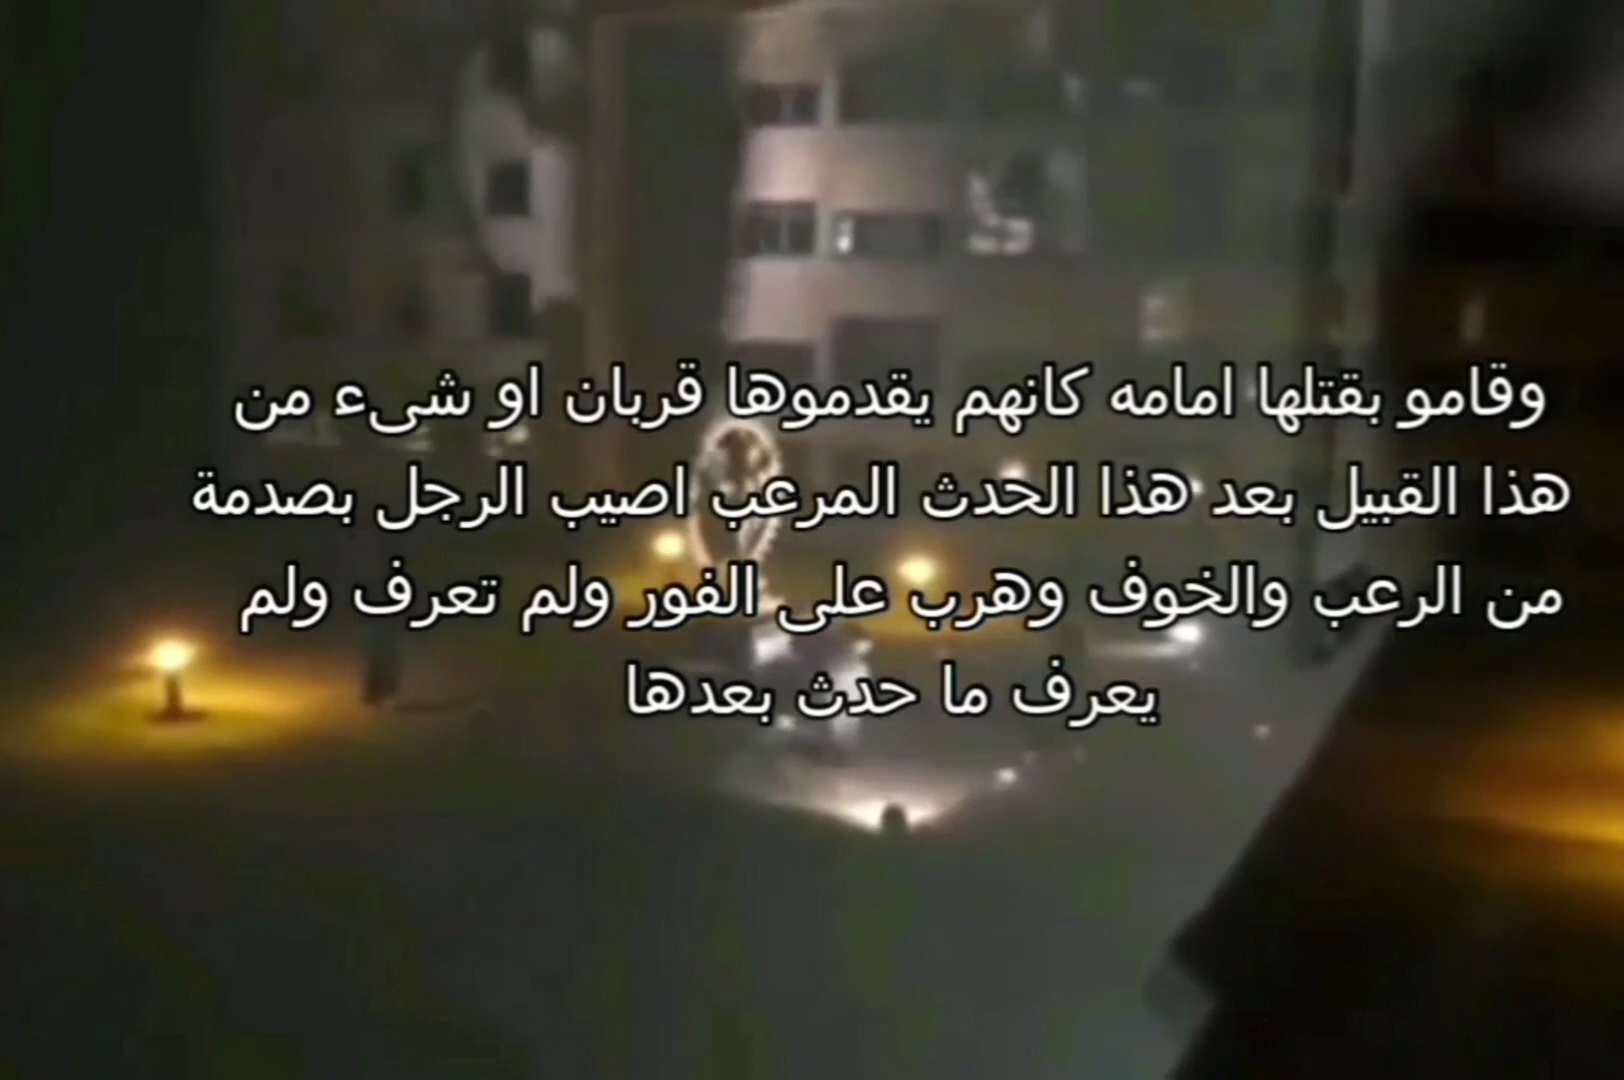 وقامو بقتلها امامه كانهم يقدموها قربان او شىء من
هذا القبيل بعد هذا الحدث المرعب اصيب الرجل بصدمة
من الرعب والخوف وهرب على الفور ولم تعرف ولم
يعرف ما حدث بعدها